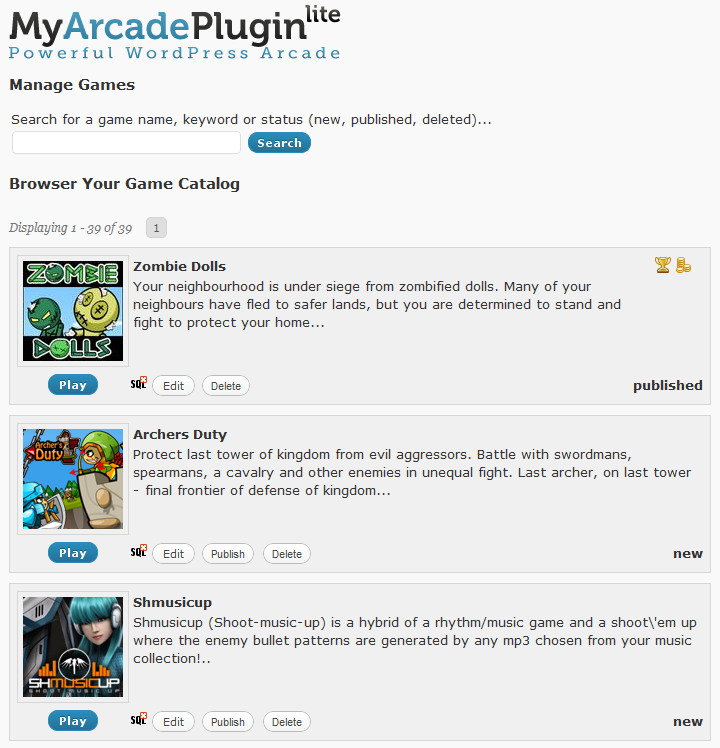 MyArcadePlugin lite
Powerful WordPress Arcade
Manage Games
Search for a game name, keyword or status (new, published, deleted)...
Search
Browser Your Game Catalog
Displaying 1 - 39 of 39 1
ZOMBIE
DOLLS
Zombie Dolls
Your neighbourhood is under siege from zombified dolls. Many of your
neighbours have fled to safer lands, but you are determined to stand and
fight to protect your home...
Play SQL Edit Delete published
Archer's
Duty
Archers Duty
Protect last tower of kingdom from evil aggressors. Battle with swordmans,
spearmans, a cavalry and other enemies in unequal fight. Last archer, on last tower
- final frontier of defense of kingdom...
Play SQL Edit Publish Delete new
SHMUSICUP
SHOOT MUSIC UP
Shmusicup
Shmusicup (Shoot-music-up) is a hybrid of a rhythm/music game and a shoot\'em up
where the enemy bullet patterns are generated by any mp3 chosen from your music
collection!..
Play SQL Edit Publish Delete new